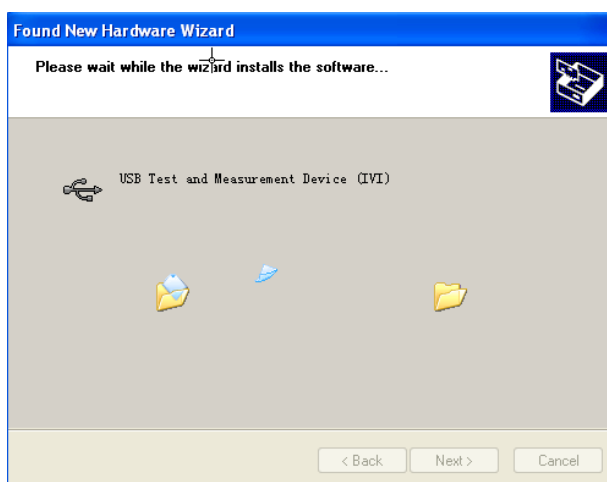 Found New Hardware Wizard
Please wait while the wizard installs the software...
USB Test and Measurement Device (IVI)
< Back
Next >
Cancel